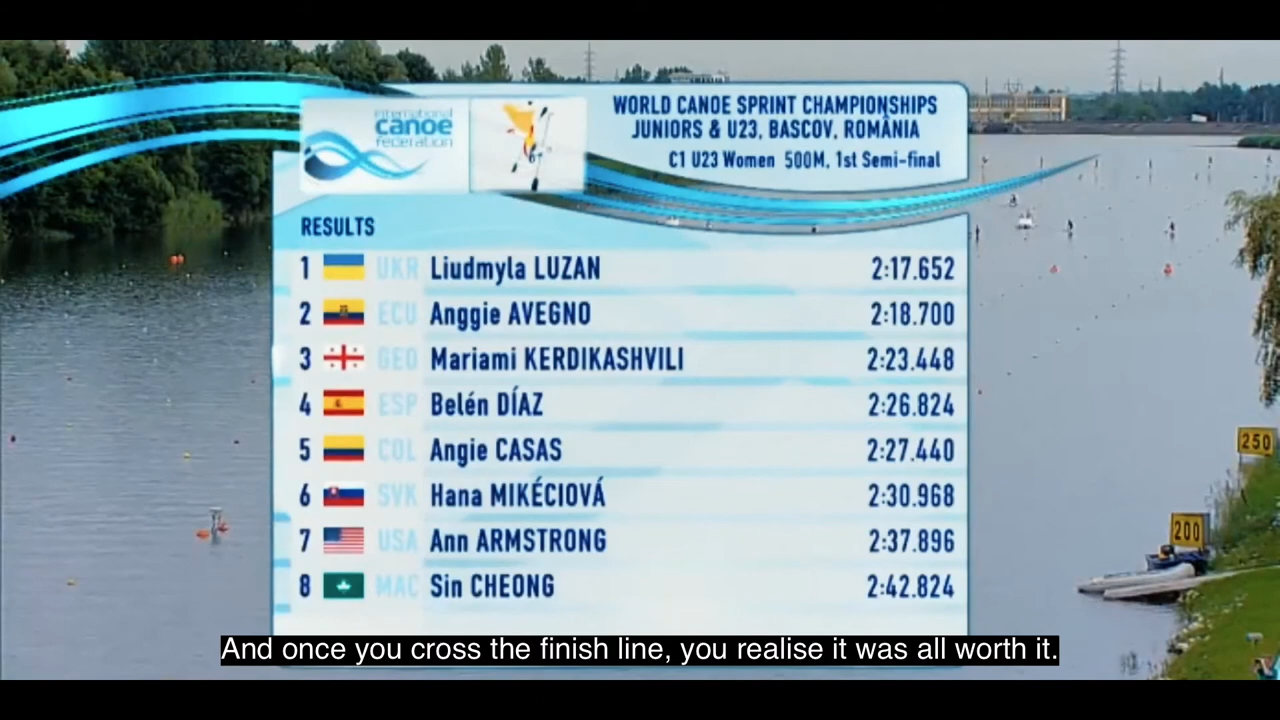 international
canoe
federation
WORLD CANOE SPRINT CHAMPIONSHIPS
JUNIORS & U23, BASCOV, ROMÂNIA
C1 U23 Women 500M, 1st Semi-final
RESULTS
1 UKR Liudmyla LUZAN 2:17.652
2 ECU Anggie AVEGNO 2:18.700
3 GEO Mariami KERDIKASHVILI 2:23.448
4 ESP Belén DÍAZ 2:26.824
5 COL Angie CASAS 2:27.440
6 SVK Hana MIKÉCIOVÁ 2:30.968
7 USA Ann ARMSTRONG 2:37.896
8 MAC Sin CHEONG 2:42.824
250
200
And once you cross the finish line, you realise it was all worth it.